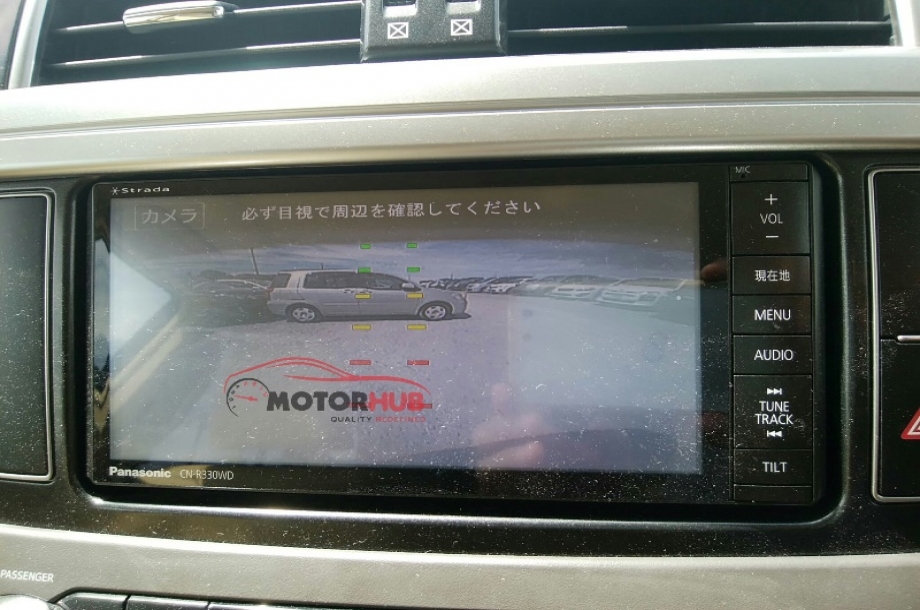 MIC
Strada
カメラ 必ず目視で周辺を確認してください
+
VOL
−
現在地
MENU
AUDIO
TUNE
TRACK
TILT
MOTORHUB
QUALITY REDEFINED
Panasonic CN-R330WD
PASSENGER